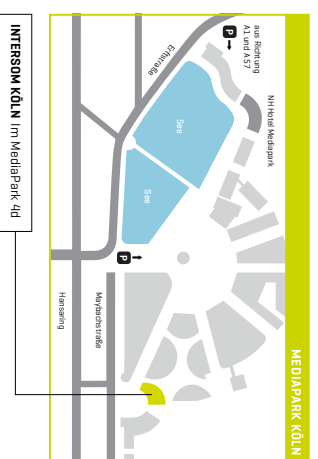 MEDIAPARK KÖLN
aus Richtung
A1 und A57
P
NH Hotel Mediapark
Erftstraße
See
See
P
Maybachstraße
Hansaring
INTERSOM KÖLN Im MediaPark 4d